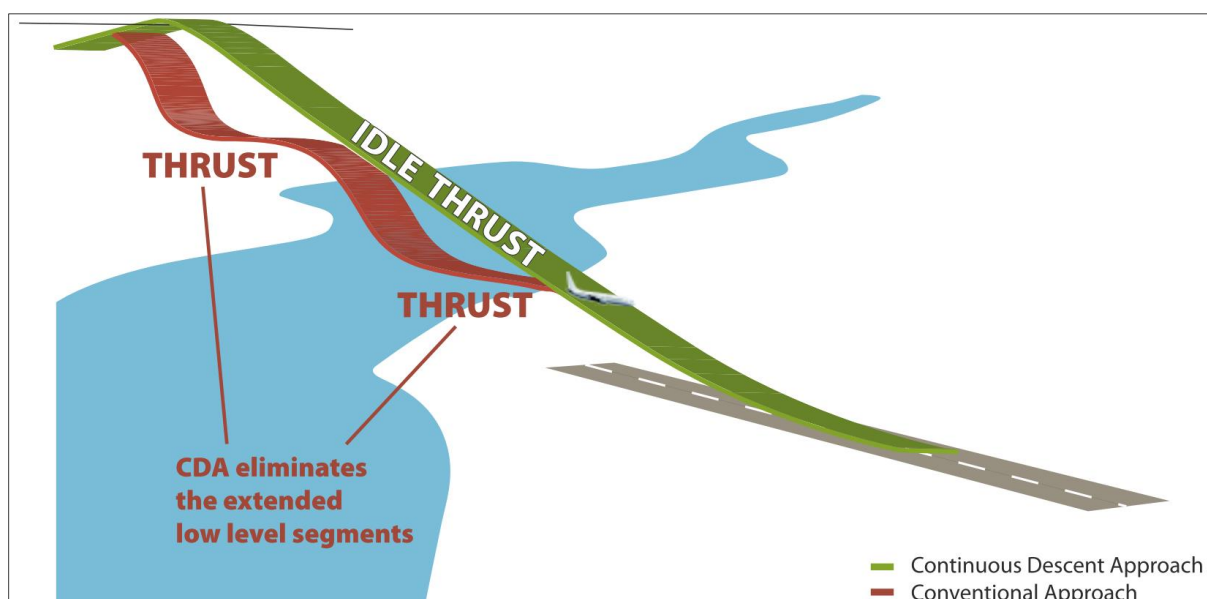 THRUST
IDLE THRUST
THRUST
CDA eliminates
the extended
low level segments
Continuous Descent Approach
Conventional Approach